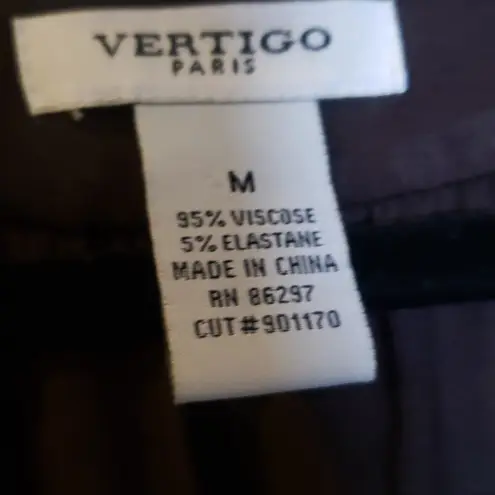 VERTIGO
PARIS
M
95% VISCOSE
5% ELASTANE
MADE IN CHINA
RN 86297
CUT#901170